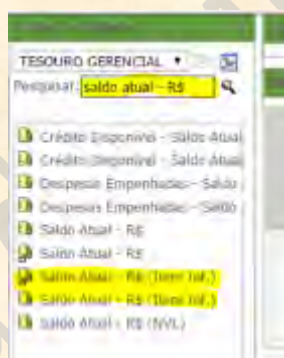 TESOURO GERENCIAL
Pesquisar: saldo atual - R$
Crédito Disponível - Saldo Atual
Crédito Disponível - Saldo Atual
Despesas Empenhadas - Saldo
Despesas Empenhadas - Saldo
Saldo Atual - R$
Saldo Atual - R$
Saldo Atual - R$ (Item Inf.)
Saldo Atual - R$ (Item Inf.)
Saldo Atual - R$ (NVL)